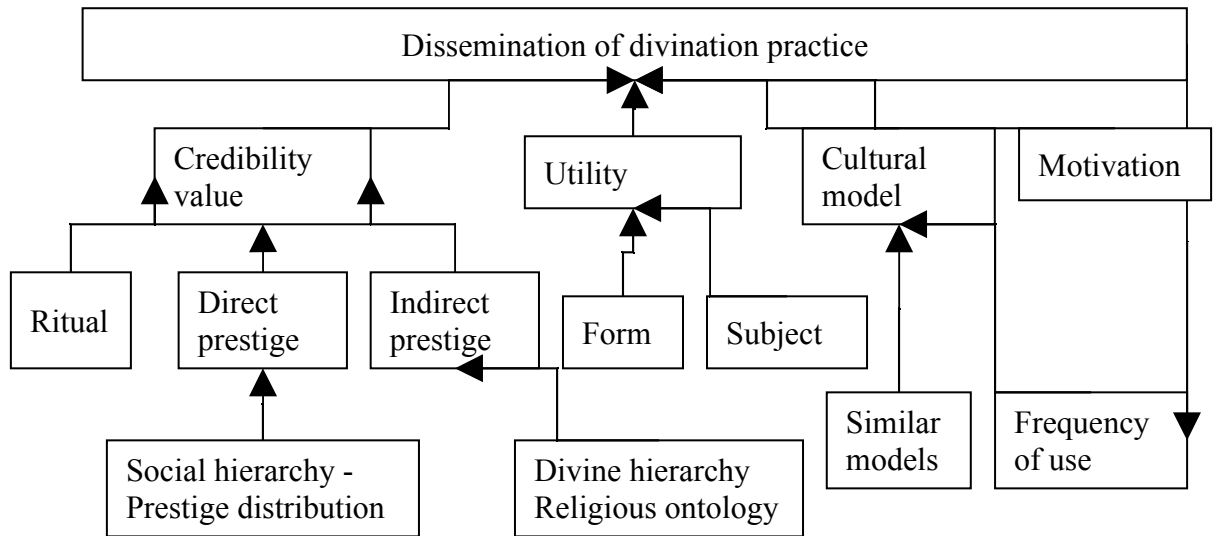 Dissemination of divination practice
Credibility
value
Utility
Cultural
model
Motivation
Ritual
Direct
prestige
Indirect
prestige
Form
Subject
Similar
models
Frequency
of use
Social hierarchy -
Prestige distribution
Divine hierarchy
Religious ontology